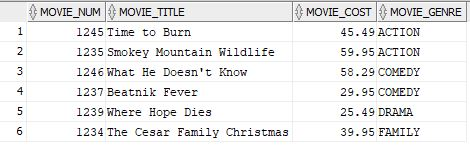 MOVIE_NUM MOVIE_TITLE MOVIE_COST MOVIE_GENRE
1 1245 Time to Burn 45.49 ACTION
2 1235 Smokey Mountain Wildlife 59.95 ACTION
3 1246 What He Doesn't Know 58.29 COMEDY
4 1237 Beatnik Fever 29.95 COMEDY
5 1239 Where Hope Dies 25.49 DRAMA
6 1234 The Cesar Family Christmas 39.95 FAMILY